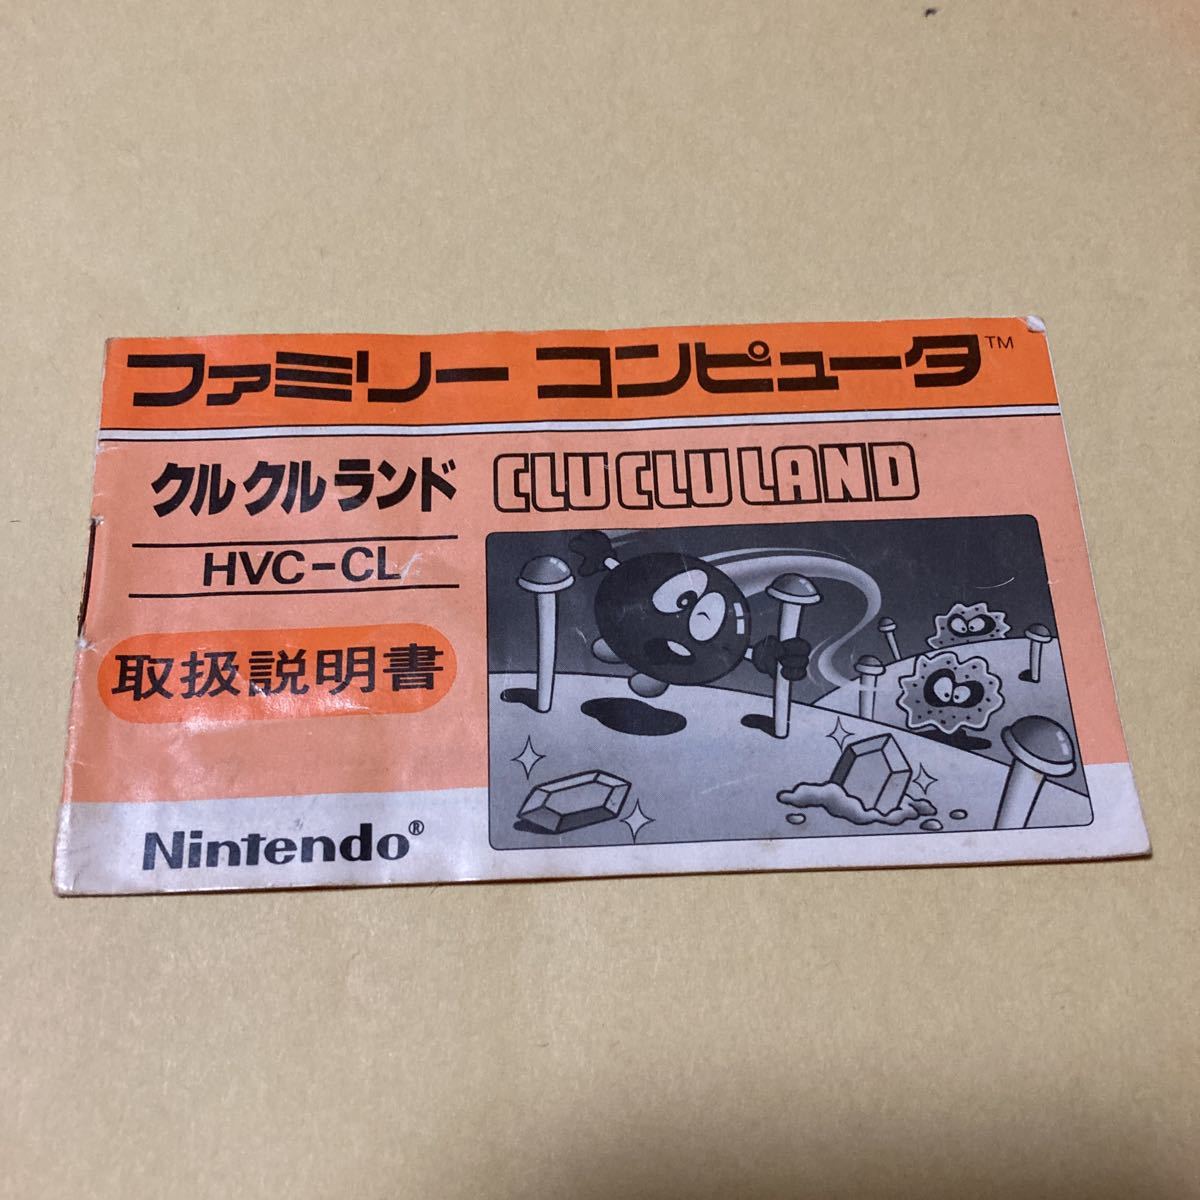 ファミリー コンピュータ™
クルクルランド CLU CLU LAND
HVC-CL
取扱説明書
Nintendo®